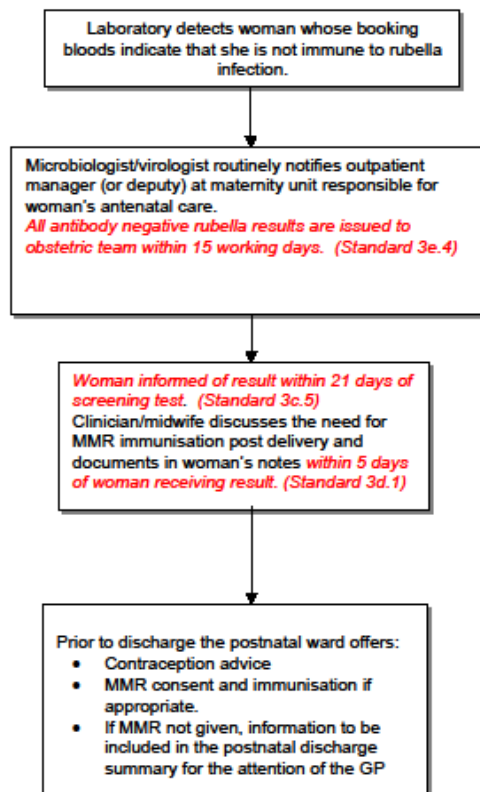 Laboratory detects woman whose booking
bloods indicate that she is not immune to rubella
infection.
Microbiologist/virologist routinely notifies outpatient
manager (or deputy) at maternity unit responsible for
woman's antenatal care.
All antibody negative rubella results are issued to
obstetric team within 15 working days. (Standard 3e.4)
Woman informed of result within 21 days of
screening test. (Standard 3c.5)
Clinician/midwife discusses the need for
MMR immunisation post delivery and
documents in woman's notes within 5 days
of woman receiving result. (Standard 3d.1)
Prior to discharge the postnatal ward offers:
• Contraception advice
• MMR consent and immunisation if
appropriate.
• If MMR not given, information to be
included in the postnatal discharge
summary for the attention of the GP